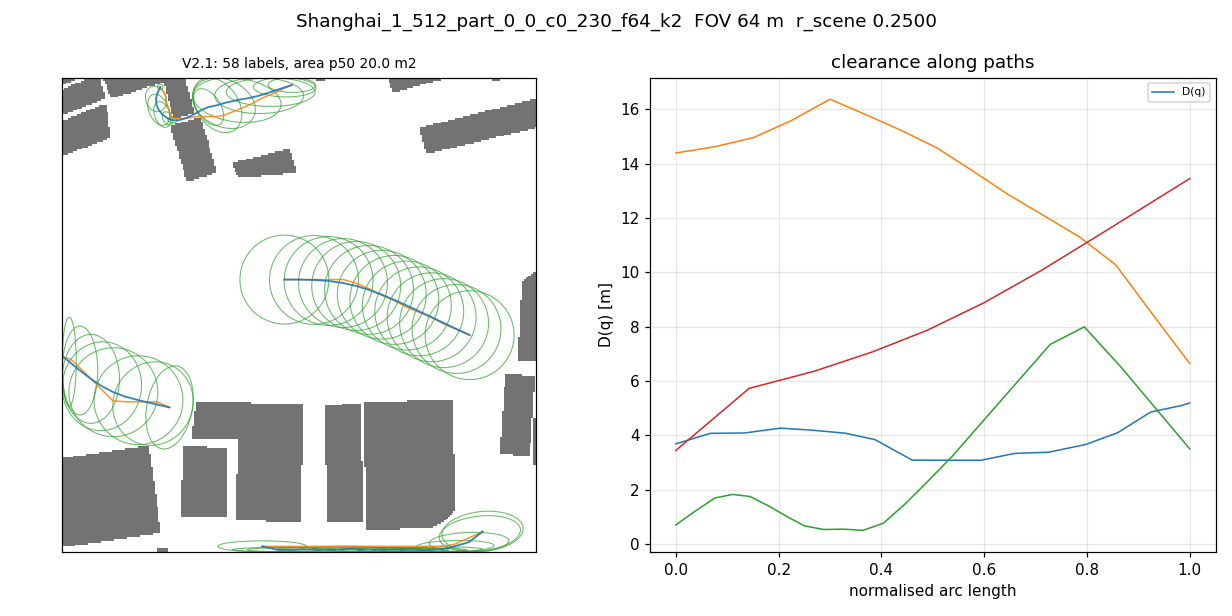 Shanghai_1_512_part_0_0_c0_230_f64_k2  FOV 64 m  r_scene 0.2500
V2.1: 58 labels, area p50 20.0 m2
clearance along paths
D(q)
D(q) [m]
16
14
12
10
8
6
4
2
0
0.0 0.2 0.4 0.6 0.8 1.0
normalised arc length